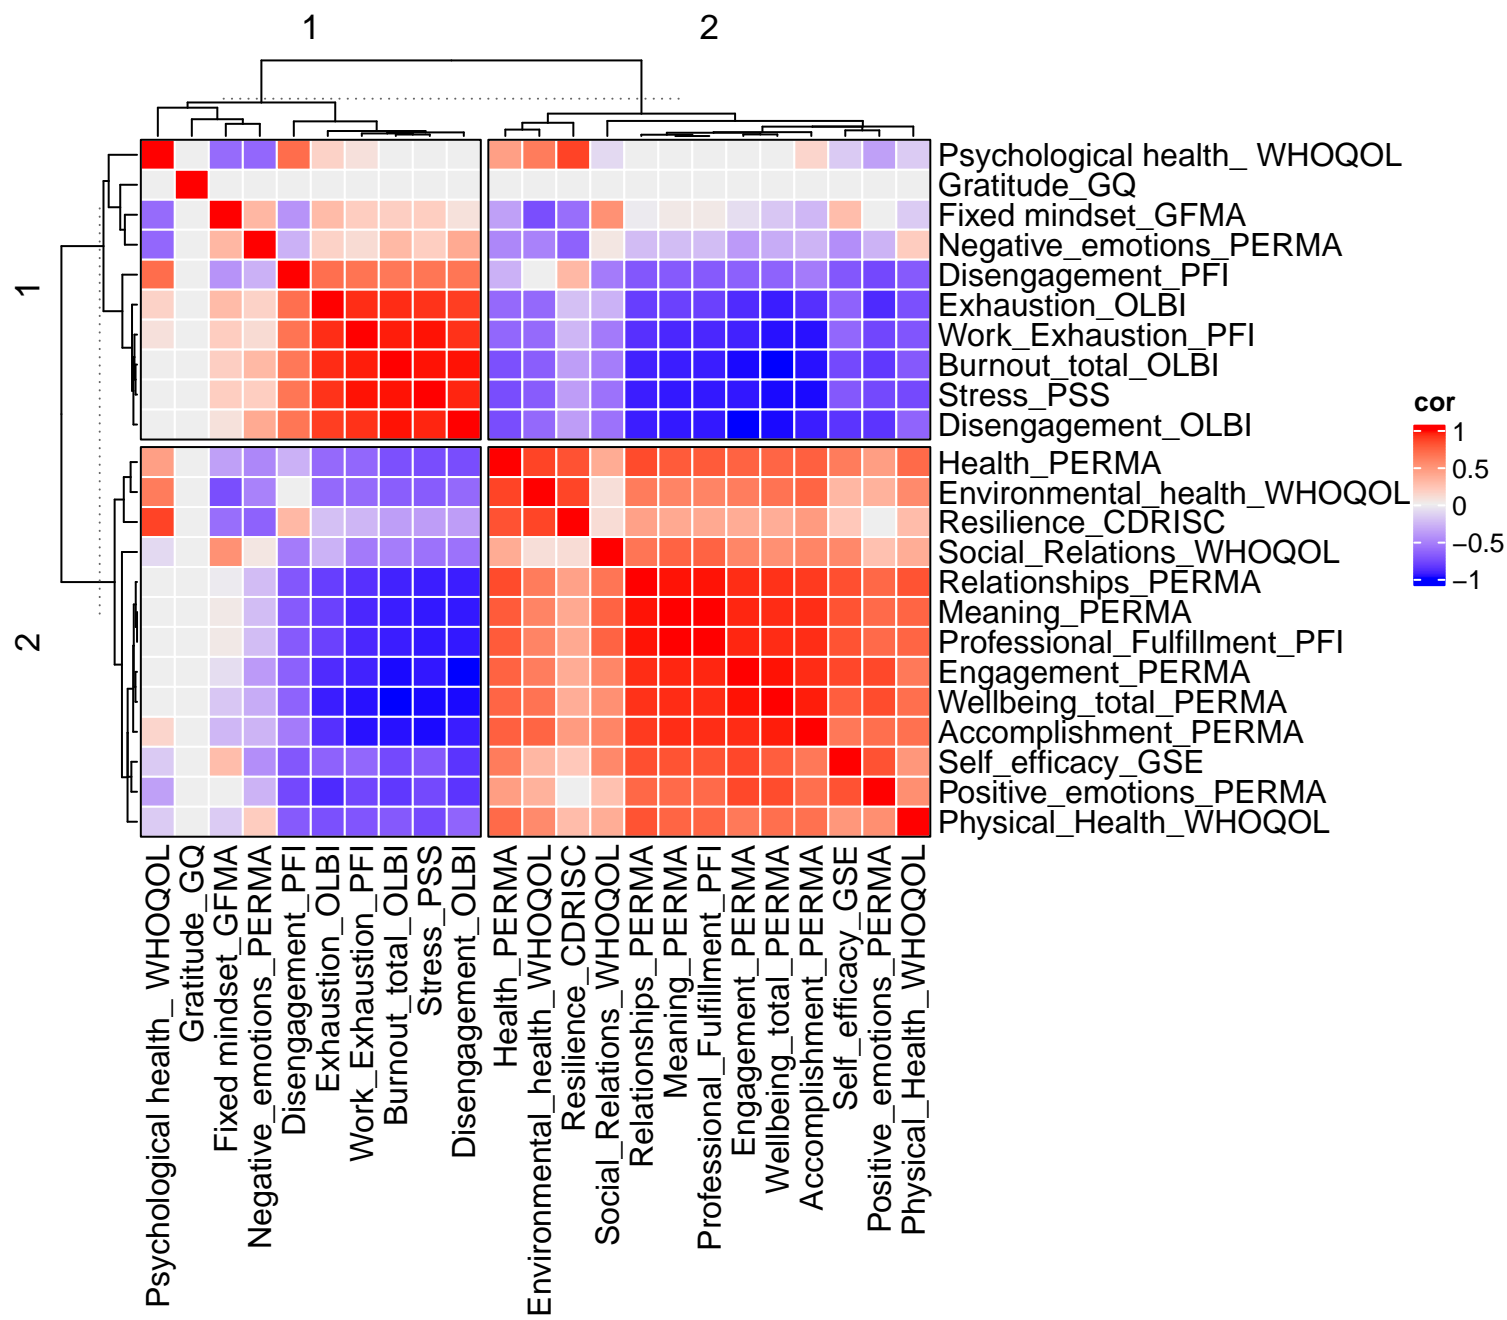 1
2
1
2
Psychological health_ WHOQOL
Gratitude_GQ
Fixed mindset_GFMA
Negative_emotions_PERMA
Disengagement_PFI
Exhaustion_OLBI
Work_Exhaustion_PFI
Burnout_total_OLBI
Stress_PSS
Disengagement_OLBI
Health_PERMA
Environmental_health_WHOQOL
Resilience_CDRISC
Social_Relations_WHOQOL
Relationships_PERMA
Meaning_PERMA
Professional_Fulfillment_PFI
Engagement_PERMA
Wellbeing_total_PERMA
Accomplishment_PERMA
Self_efficacy_GSE
Positive_emotions_PERMA
Physical_Health_WHOQOL
cor
1
0.5
0
−0.5
−1
Psychological health_ WHOQOL
Gratitude_GQ
Fixed mindset_GFMA
Negative_emotions_PERMA
Disengagement_PFI
Exhaustion_OLBI
Work_Exhaustion_PFI
Burnout_total_OLBI
Stress_PSS
Disengagement_OLBI
Health_PERMA
Environmental_health_WHOQOL
Resilience_CDRISC
Social_Relations_WHOQOL
Relationships_PERMA
Meaning_PERMA
Professional_Fulfillment_PFI
Engagement_PERMA
Wellbeing_total_PERMA
Accomplishment_PERMA
Self_efficacy_GSE
Positive_emotions_PERMA
Physical_Health_WHOQOL